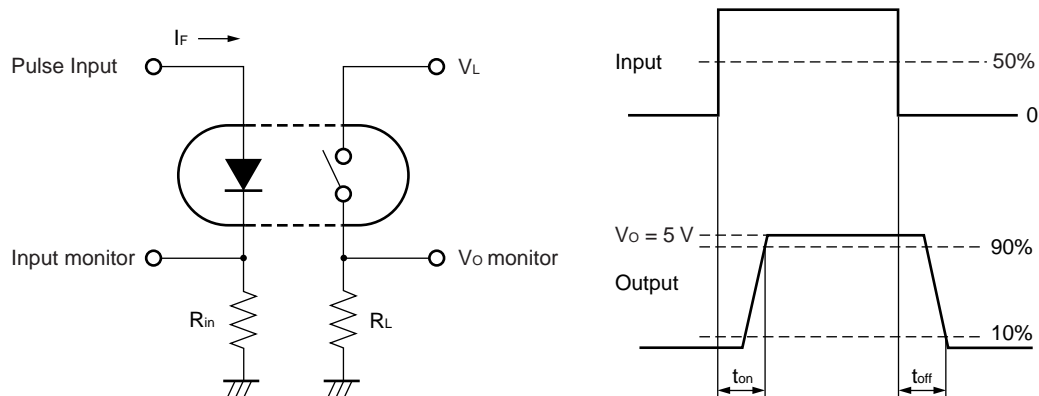 IF
Pulse Input
VL
Input monitor
VO monitor
Rin
RL
Input
50%
0
VO = 5 V
90%
Output
10%
ton
toff